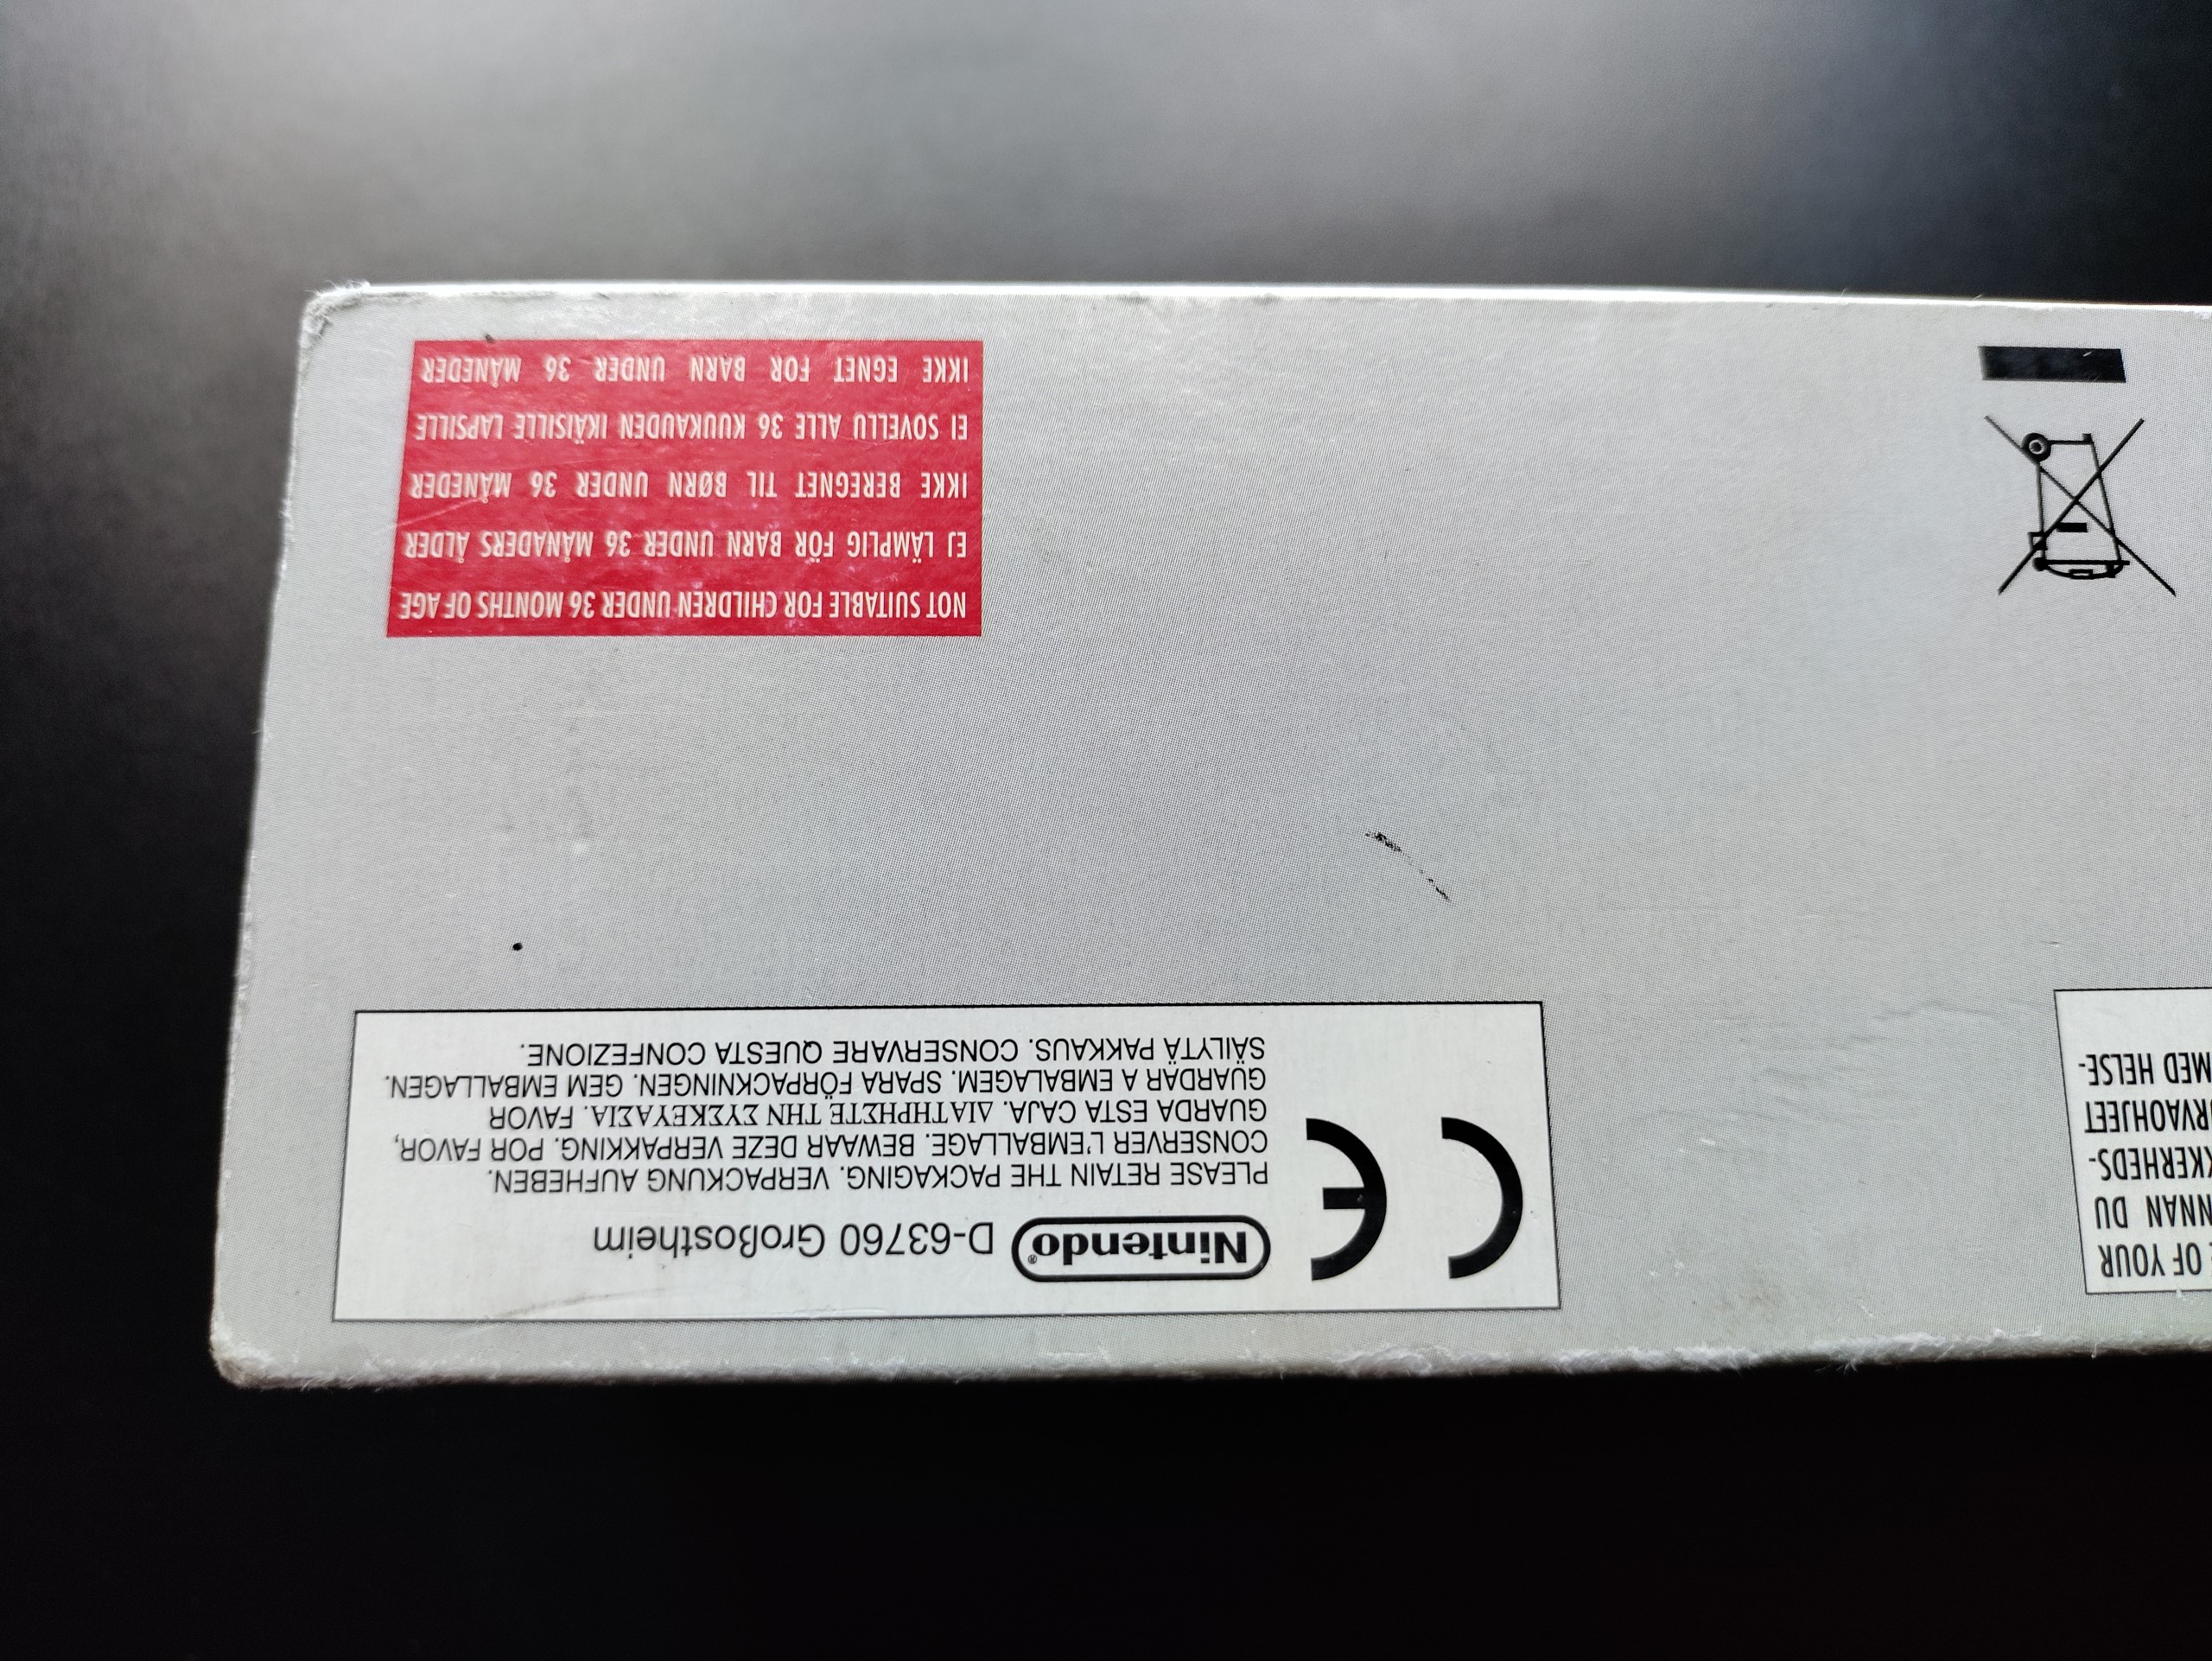 Nintendo® D-63760 Großostheim
PLEASE RETAIN THE PACKAGING. VERPACKUNG AUFHEBEN.
CONSERVER L'EMBALLAGE. BEWAAR DEZE VERPAKKING. POR FAVOR,
GUARDA ESTA CAJA. ΔΙΑΤΗΡΗΣΤΕ ΤΗΝ ΣΥΣΚΕΥΑΣΙΑ. FAVOR
GUARDAR A EMBALAGEM. SPARA FÖRPACKNINGEN. GEM EMBALLAGEN.
SÄILYTÄ PAKKAUS. CONSERVARE QUESTA CONFEZIONE.
CE
NOT SUITABLE FOR CHILDREN UNDER 36 MONTHS OF AGE
EJ LÄMPLIG FÖR BARN UNDER 36 MÅNADERS ÅLDER
IKKE BEREGNET TIL BØRN UNDER 36 MÅNEDER
EI SOVELLU ALLE 36 KUUKAUDEN IKÄISILLE LAPSILLE
IKKE EGNET FOR BARN UNDER 36 MÅNEDER
OF YOUR
NNAN DU
KKERHEDS-
RVAOHJEET
MED HELSE-